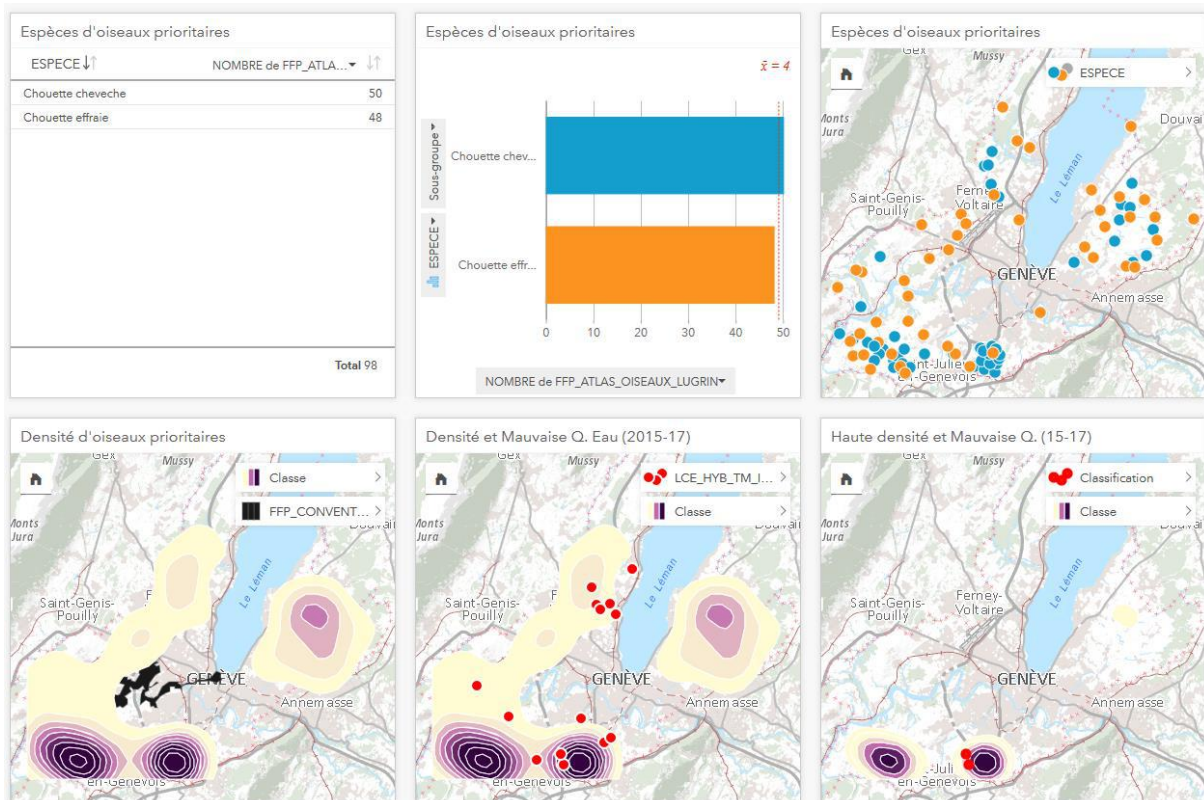 Espèces d'oiseaux prioritaires
ESPECE
NOMBRE de FFP_ATLA...
Chouette cheveche 50
Chouette effraie 48
Total 98
Espèces d'oiseaux prioritaires
x̄ = 4
Sous-groupe
ESPECE
Chouette chev...
Chouette effr...
0 10 20 30 40 50
NOMBRE de FFP_ATLAS_OISEAUX_LUGRIN
Espèces d'oiseaux prioritaires
ESPECE
Gex
Mussy
Monts
Jura
Douvai
Le Léman
Saint-Genis-
Pouilly
Ferney-
Voltaire
GENÈVE
Annemasse
en-Genevois
Densité d'oiseaux prioritaires
Classe
FFP_CONVENT...
Gex
Mussy
Monts
Jura
Saint-Genis-
Pouilly
Le Léman
GENÈVE
Annemasse
en-Genevois
Densité et Mauvaise Q. Eau (2015-17)
LCE_HYB_TM_I...
Classe
Gex
Mussy
Monts
Jura
Saint-Genis-
Pouilly
Le Léman
GENÈVE
Annemasse
en-Genevois
Haute densité et Mauvaise Q. (15-17)
Classification
Classe
Gex
Mussy
Monts
Jura
Saint-Genis-
Pouilly
Ferney-
Voltaire
Le Léman
GENÈVE
Annemasse
en-Genevois